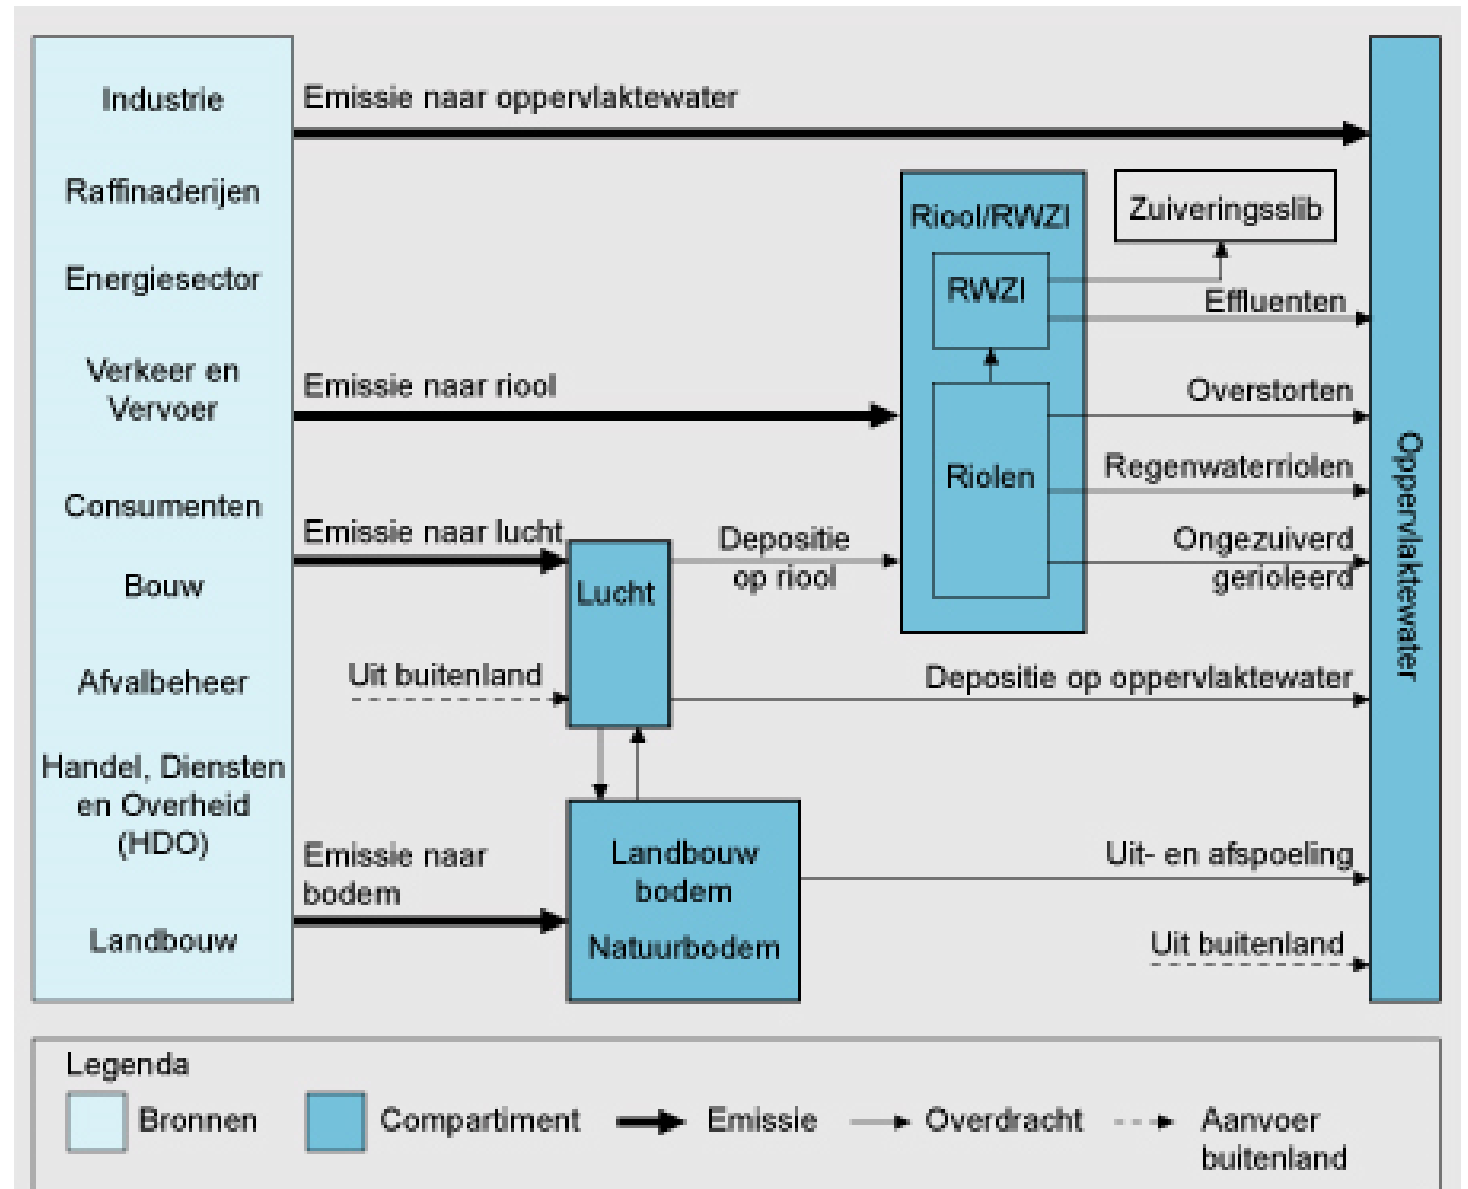 Industrie
Raffinaderijen
Energiesector
Verkeer en
Vervoer
Consumenten
Bouw
Afvalbeheer
Handel, Diensten
en Overheid
(HDO)
Landbouw
Emissie naar oppervlaktewater
Emissie naar riool
Emissie naar lucht
Lucht
Uit buitenland
Depositie
op riool
Emissie naar
bodem
Landbouw
bodem
Natuurbodem
Riool/RWZI
RWZI
Riolen
Zuiveringsslib
Effluenten
Overstorten
Regenwaterriolen
Ongezuiverd
gerioleerd
Depositie op oppervlaktewater
Uit- en afspoeling
Uit buitenland
Oppervlaktewater
Legenda
Bronnen
Compartiment
Emissie
Overdracht
Aanvoer
buitenland